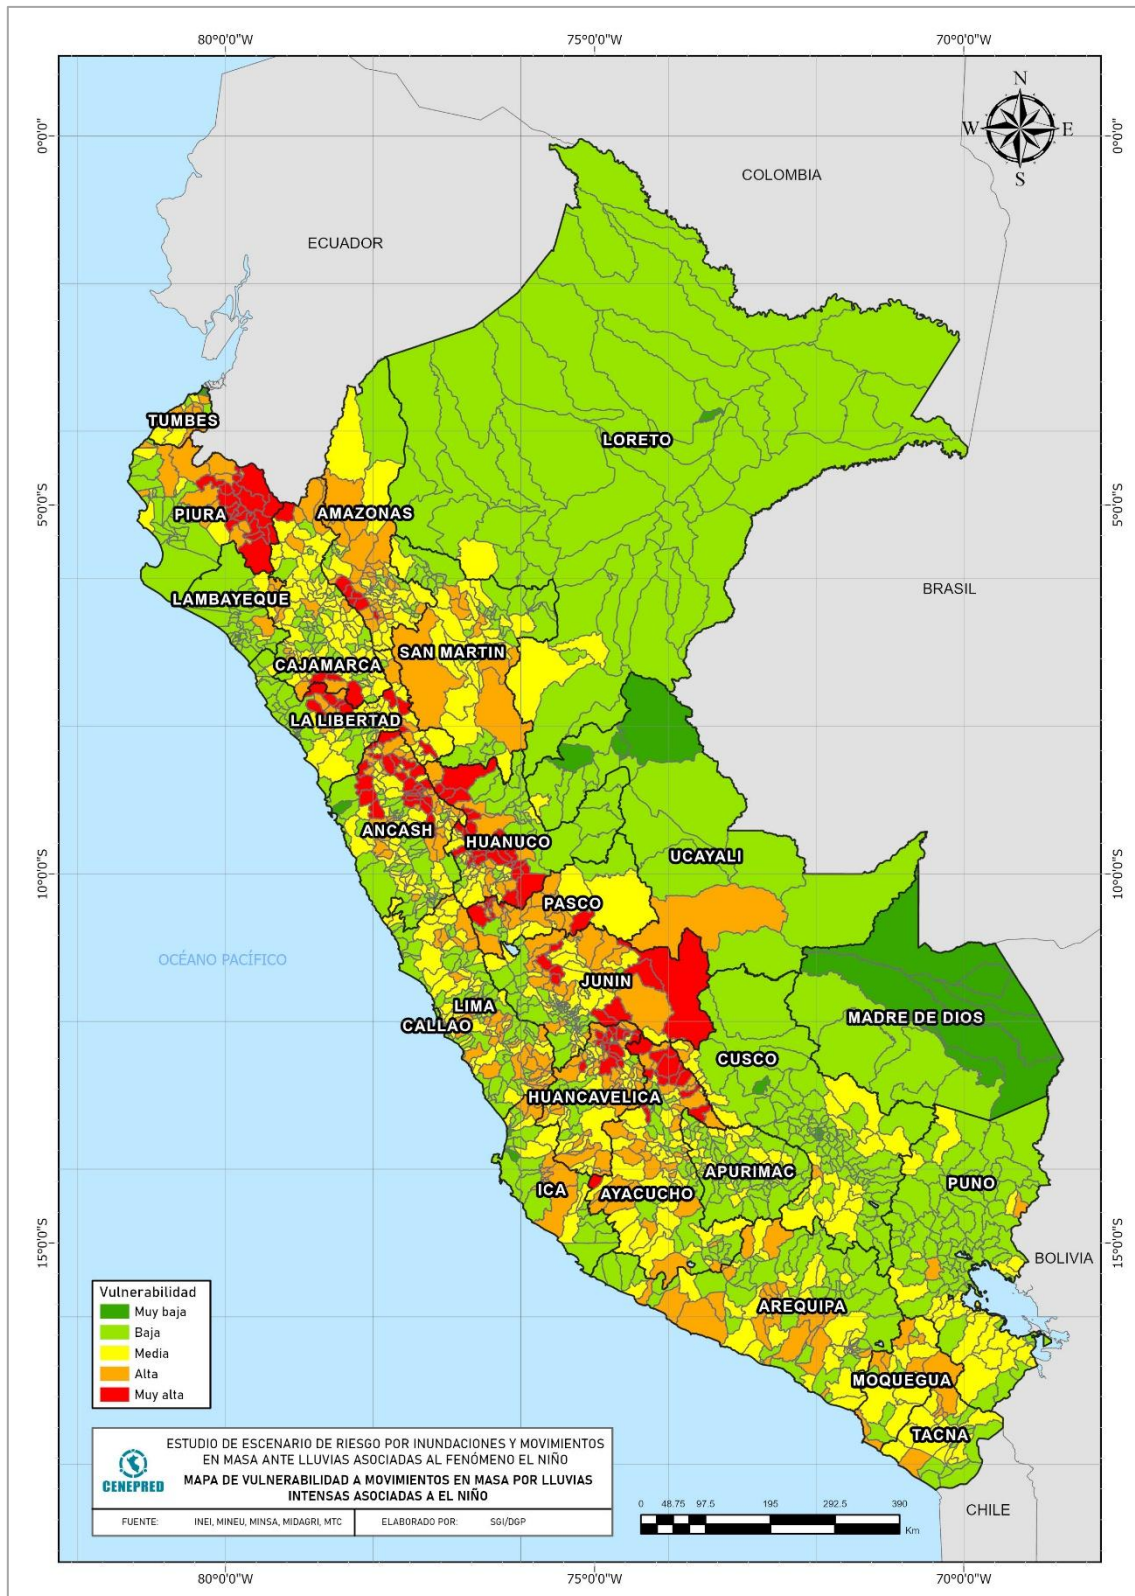 80°0'0"W 75°0'0"W 70°0'0"W
N
W E
S
0°0'0" 0°0'0"
COLOMBIA
ECUADOR
TUMBES
LORETO
5°0'0"S 5°0'0"S
PIURA
AMAZONAS
BRASIL
LAMBAYEQUE
SAN MARTIN
CAJAMARCA
LA LIBERTAD
ANCASH
HUANUCO
UCAYALI
10°0'0"S 10°0'0"S
PASCO
OCÉANO PACÍFICO
JUNIN
LIMA
MADRE DE DIOS
CALLAO
CUSCO
HUANCAVELICA
APURIMAC
PUNO
ICA
AYACUCHO
15°0'0"S 15°0'0"S
BOLIVIA
AREQUIPA
MOQUEGUA
TACNA
CHILE
Vulnerabilidad
Muy baja
Baja
Media
Alta
Muy alta
CENEPRED
ESTUDIO DE ESCENARIO DE RIESGO POR INUNDACIONES Y MOVIMIENTOS
EN MASA ANTE LLUVIAS ASOCIADAS AL FENÓMENO EL NIÑO
MAPA DE VULNERABILIDAD A MOVIMIENTOS EN MASA POR LLUVIAS
INTENSAS ASOCIADAS A EL NIÑO
FUENTE: INEI, MINEU, MINSA, MIDAGRI, MTC ELABORADO POR: SGI/DGP
0 48.75 97.5 195 292.5 390
Km
80°0'0"W 75°0'0"W 70°0'0"W